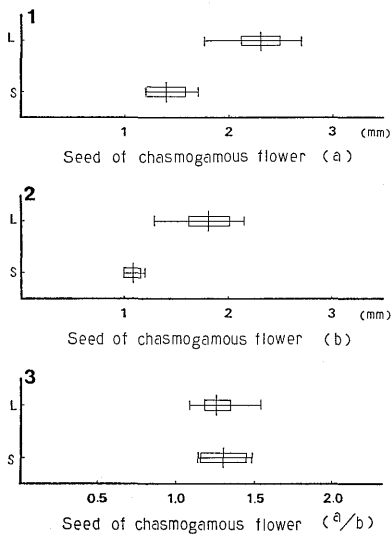 1
L
S
1 2 3 (mm)
Seed of chasmogamous flower (a)
2
L
S
1 2 3 (mm)
Seed of chasmogamous flower (b)
3
L
S
0.5 1.0 1.5 2.0
Seed of chasmogamous flower (a/b)